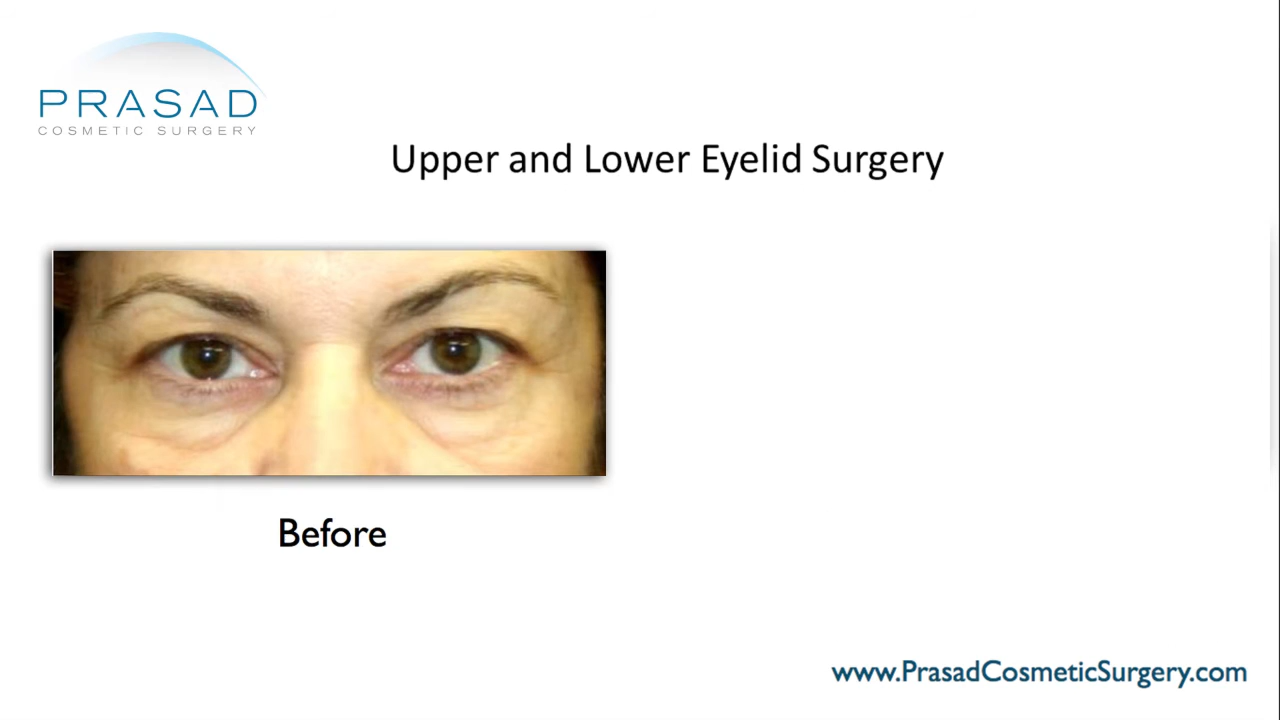 PRASAD
COSMETIC SURGERY
Upper and Lower Eyelid Surgery
Before
www.PrasadCosmeticSurgery.com